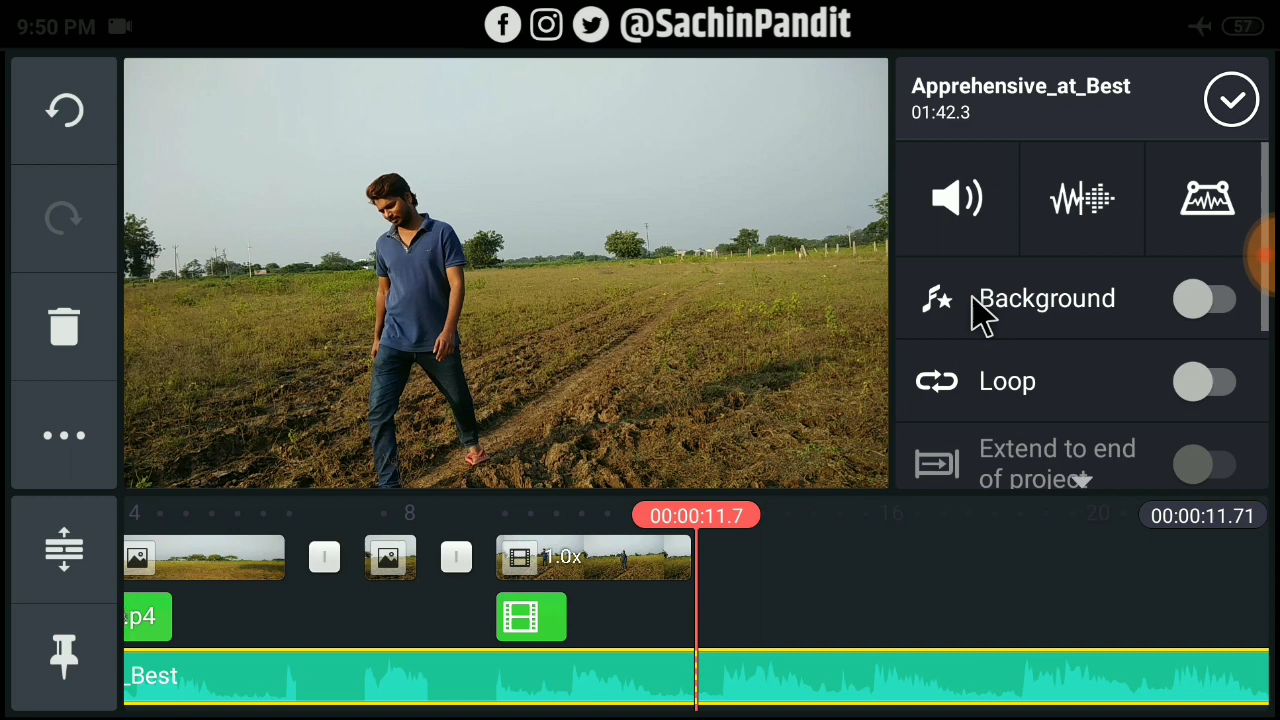 9:50 PM
@SachinPandit
57
Apprehensive_at_Best
01:42.3
Background
Loop
Extend to end
of project
4
8
00:00:11.7
16
20
00:00:11.71
1.0x
.p4
_Best